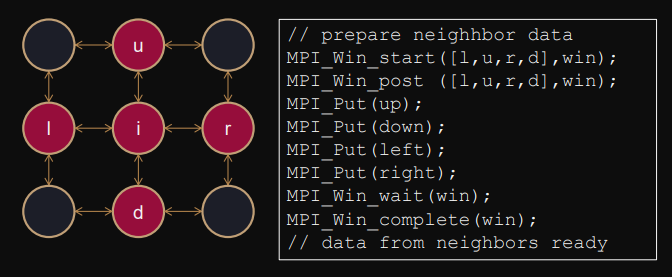 u
l
i
r
d
// prepare neighhbor data
MPI_Win_start([l,u,r,d],win);
MPI_Win_post ([l,u,r,d],win);
MPI_Put(up);
MPI_Put(down);
MPI_Put(left);
MPI_Put(right);
MPI_Win_wait(win);
MPI_Win_complete(win);
// data from neighbors ready